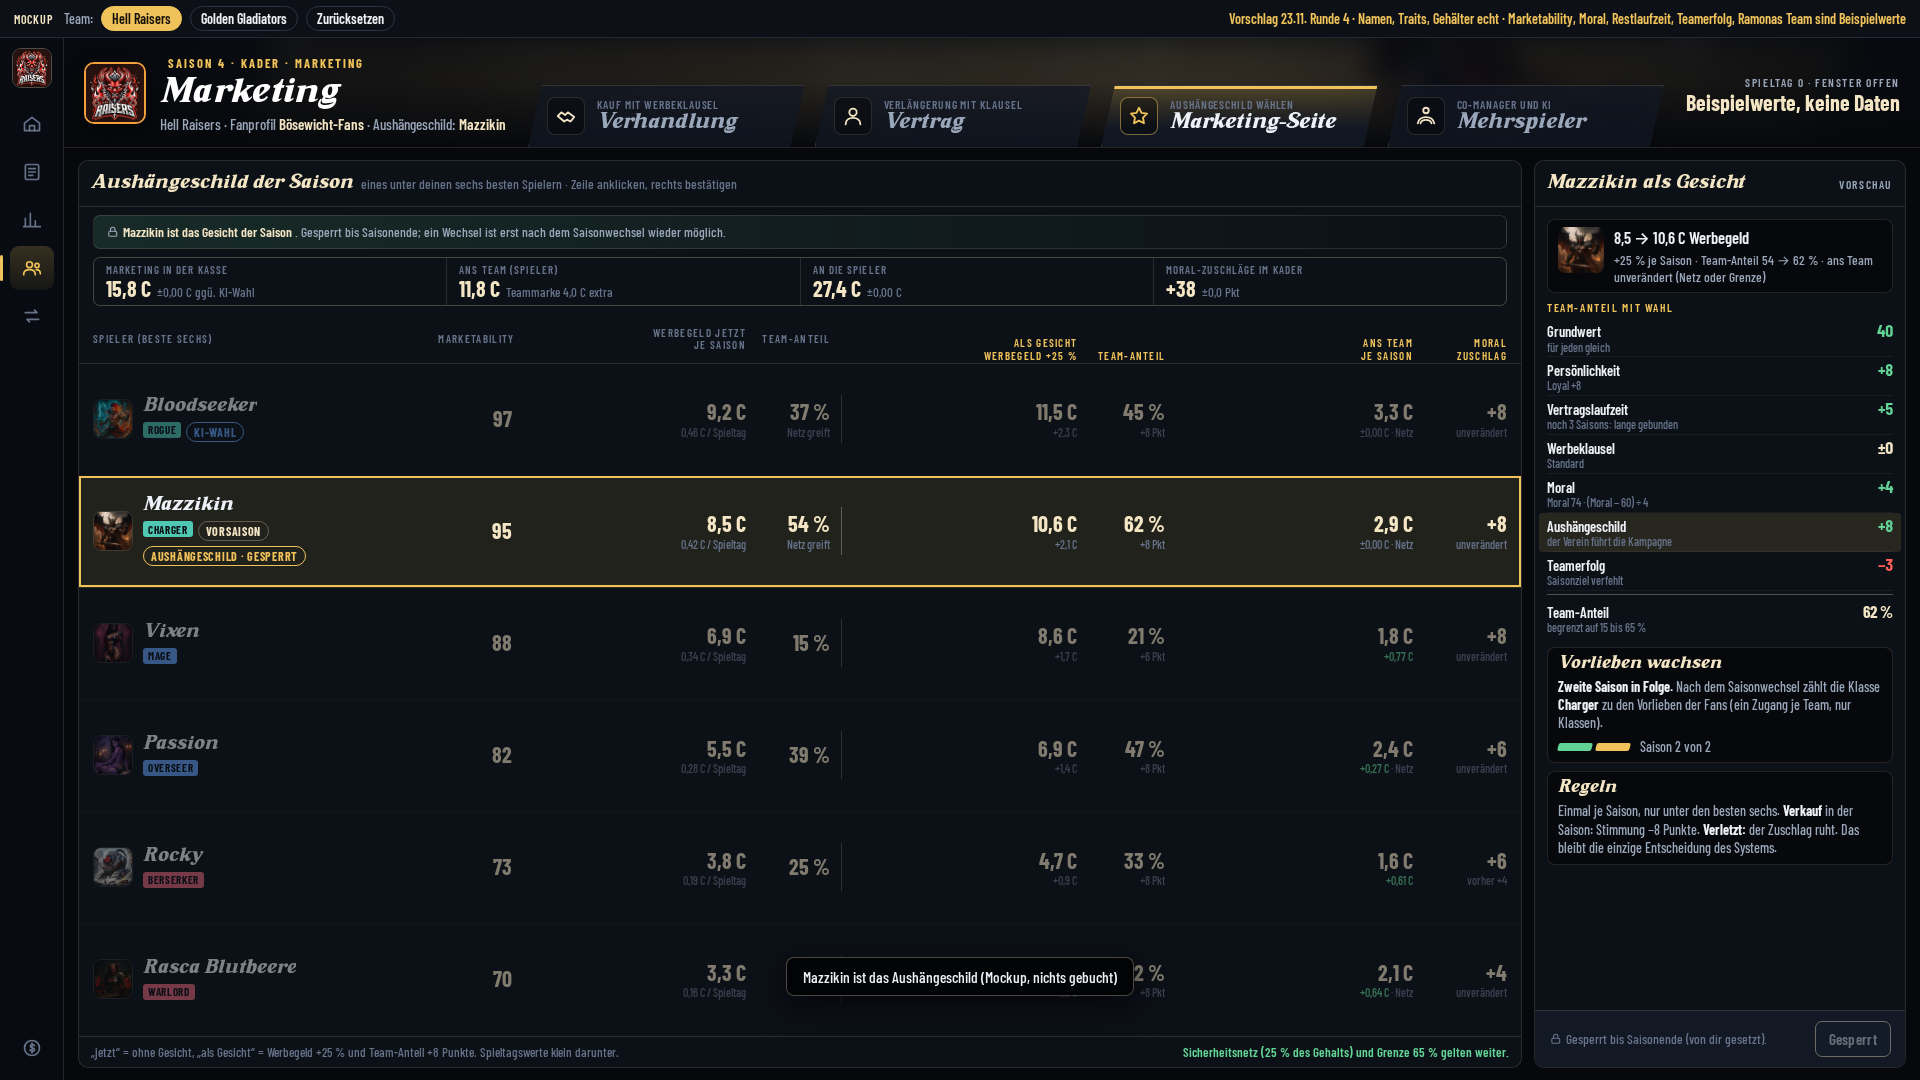 MOCKUP Team: Hell Raisers Golden Gladiators Zurücksetzen
Vorschlag 23.11. Runde 4 · Namen, Traits, Gehälter echt · Marketability, Moral, Restlaufzeit, Teamerfolg, Ramonas Team sind Beispielwerte
RAISERS
RAISERS
SAISON 4 · KADER · MARKETING
Marketing
Hell Raisers · Fanprofil Bösewicht-Fans · Aushängeschild: Mazzikin
KAUF MIT WERBEKLAUSEL
Verhandlung
VERLÄNGERUNG MIT KLAUSEL
Vertrag
AUSHÄNGESCHILD WÄHLEN
Marketing-Seite
CO-MANAGER UND KI
Mehrspieler
SPIELTAG 0 · FENSTER OFFEN
Beispielwerte, keine Daten
Aushängeschild der Saison eines unter deinen sechs besten Spielern · Zeile anklicken, rechts bestätigen
Mazzikin ist das Gesicht der Saison . Gesperrt bis Saisonende; ein Wechsel ist erst nach dem Saisonwechsel wieder möglich.
MARKETING IN DER KASSE
15,8 C ±0,00 C ggü. KI-Wahl
ANS TEAM (SPIELER)
11,8 C Teammarke 4,0 C extra
AN DIE SPIELER
27,4 C ±0,00 C
MORAL-ZUSCHLÄGE IM KADER
+38 ±0,0 Pkt
SPIELER (BESTE SECHS)
MARKETABILITY
WERBEGELD JETZT
JE SAISON
TEAM-ANTEIL
ALS GESICHT
WERBEGELD +25 %
TEAM-ANTEIL
ANS TEAM
JE SAISON
MORAL
ZUSCHLAG
Bloodseeker
ROGUE KI-WAHL
97
9,2 C
0,46 C / Spieltag
37 %
Netz greift
11,5 C
+2,3 C
45 %
+8 Pkt
3,3 C
±0,00 C · Netz
+8
unverändert
Mazzikin
CHARGER VORSAISON
AUSHÄNGESCHILD · GESPERRT
95
8,5 C
0,42 C / Spieltag
54 %
Netz greift
10,6 C
+2,1 C
62 %
+8 Pkt
2,9 C
±0,00 C · Netz
+8
unverändert
Vixen
MAGE
88
6,9 C
0,34 C / Spieltag
15 %
8,6 C
+1,7 C
21 %
+6 Pkt
1,8 C
+0,77 C
+8
unverändert
Passion
OVERSEER
82
5,5 C
0,28 C / Spieltag
39 %
6,9 C
+1,4 C
47 %
+8 Pkt
2,4 C
+0,27 C · Netz
+6
unverändert
Rocky
BERSERKER
73
3,8 C
0,19 C / Spieltag
25 %
4,7 C
+0,9 C
33 %
+8 Pkt
1,6 C
+0,61 C
+6
vorher +4
Rasca Blutbeere
WARLORD
70
3,3 C
0,16 C / Spieltag
2 %
+8 Pkt
2,1 C
+0,64 C · Netz
+4
unverändert
Mazzikin ist das Aushängeschild (Mockup, nichts gebucht)
„Jetzt“ = ohne Gesicht, „als Gesicht“ = Werbegeld +25 % und Team-Anteil +8 Punkte. Spieltagswerte klein darunter.
Sicherheitsnetz (25 % des Gehalts) und Grenze 65 % gelten weiter.
Mazzikin als Gesicht VORSCHAU
8,5 → 10,6 C Werbegeld
+25 % je Saison · Team-Anteil 54 → 62 % · ans Team
unverändert (Netz oder Grenze)
TEAM-ANTEIL MIT WAHL
Grundwert 40
für jeden gleich
Persönlichkeit +8
Loyal +8
Vertragslaufzeit +5
noch 3 Saisons: lange gebunden
Werbeklausel ±0
Standard
Moral +4
Moral 74 · (Moral – 60) ÷ 4
Aushängeschild +8
der Verein führt die Kampagne
Teamerfolg −3
Saisonziel verfehlt
Team-Anteil 62 %
begrenzt auf 15 bis 65 %
Vorlieben wachsen
Zweite Saison in Folge. Nach dem Saisonwechsel zählt die Klasse
Charger zu den Vorlieben der Fans (ein Zugang je Team, nur
Klassen).
Saison 2 von 2
Regeln
Einmal je Saison, nur unter den besten sechs. Verkauf in der
Saison: Stimmung −8 Punkte. Verletzt: der Zuschlag ruht. Das
bleibt die einzige Entscheidung des Systems.
Gesperrt bis Saisonende (von dir gesetzt). Gesperrt